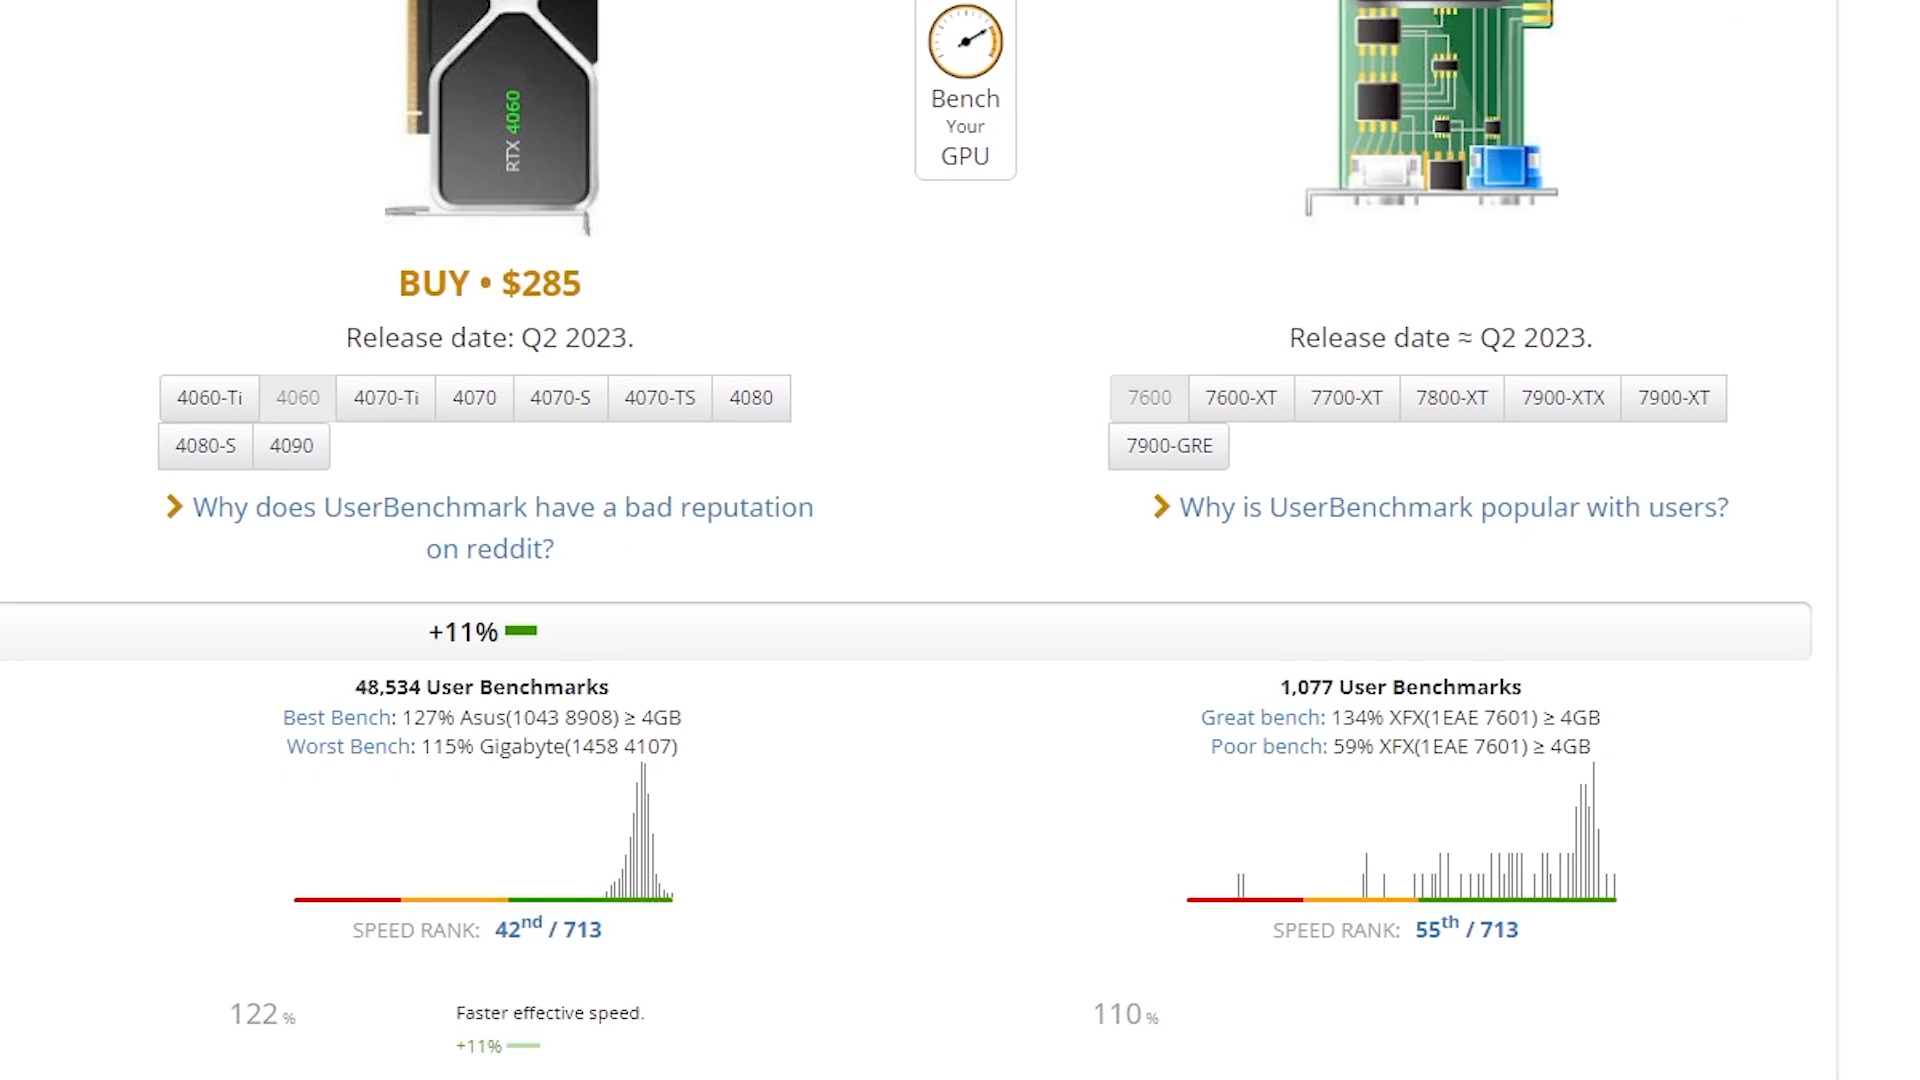 RTX 4060
Bench
Your
GPU
BUY • $285
Release date: Q2 2023.
4060-Ti 4060 4070-Ti 4070 4070-S 4070-TS 4080
4080-S 4090
Why does UserBenchmark have a bad reputation
on reddit?
Release date ≈ Q2 2023.
7600 7600-XT 7700-XT 7800-XT 7900-XTX 7900-XT
7900-GRE
Why is UserBenchmark popular with users?
+11%
48,534 User Benchmarks
Best Bench: 127% Asus(1043 8908) ≥ 4GB
Worst Bench: 115% Gigabyte(1458 4107)
SPEED RANK: 42nd / 713
1,077 User Benchmarks
Great bench: 134% XFX(1EAE 7601) ≥ 4GB
Poor bench: 59% XFX(1EAE 7601) ≥ 4GB
SPEED RANK: 55th / 713
122 %
Faster effective speed.
+11%
110 %